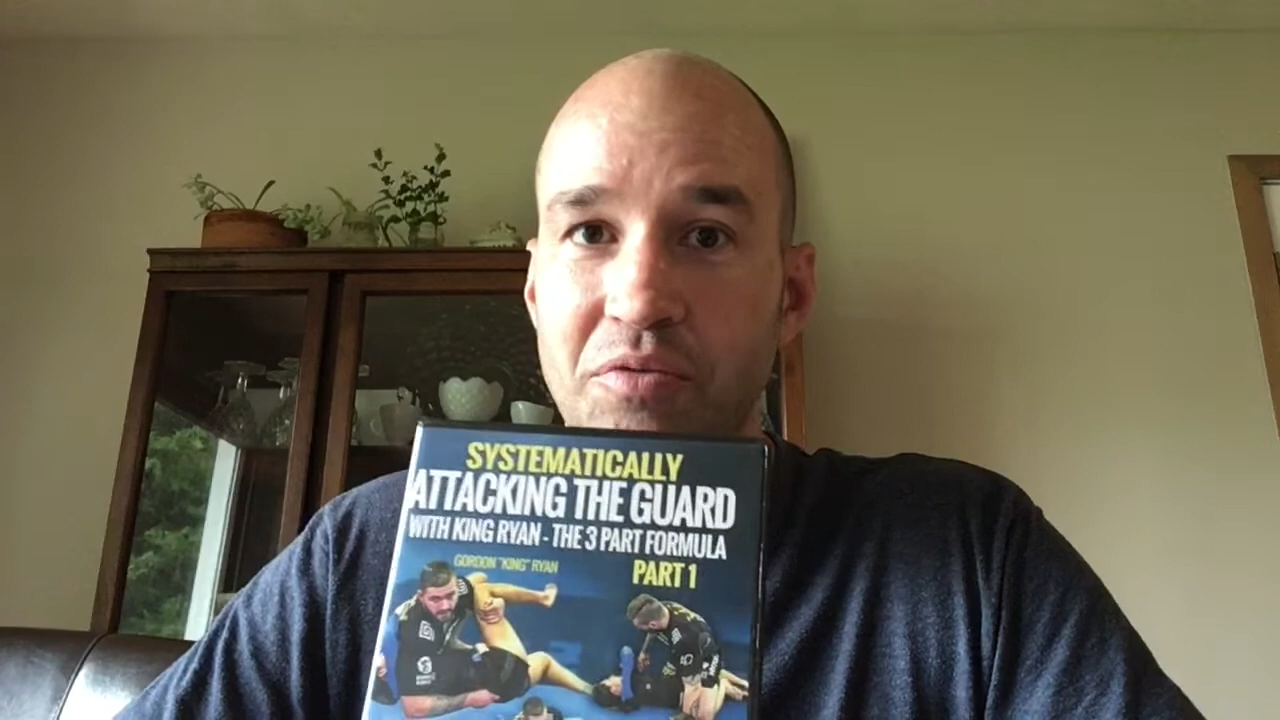 SYSTEMATICALLY
ATTACKING THE GUARD
WITH KING RYAN - THE 3 PART FORMULA
GORDON "KING" RYAN
PART 1